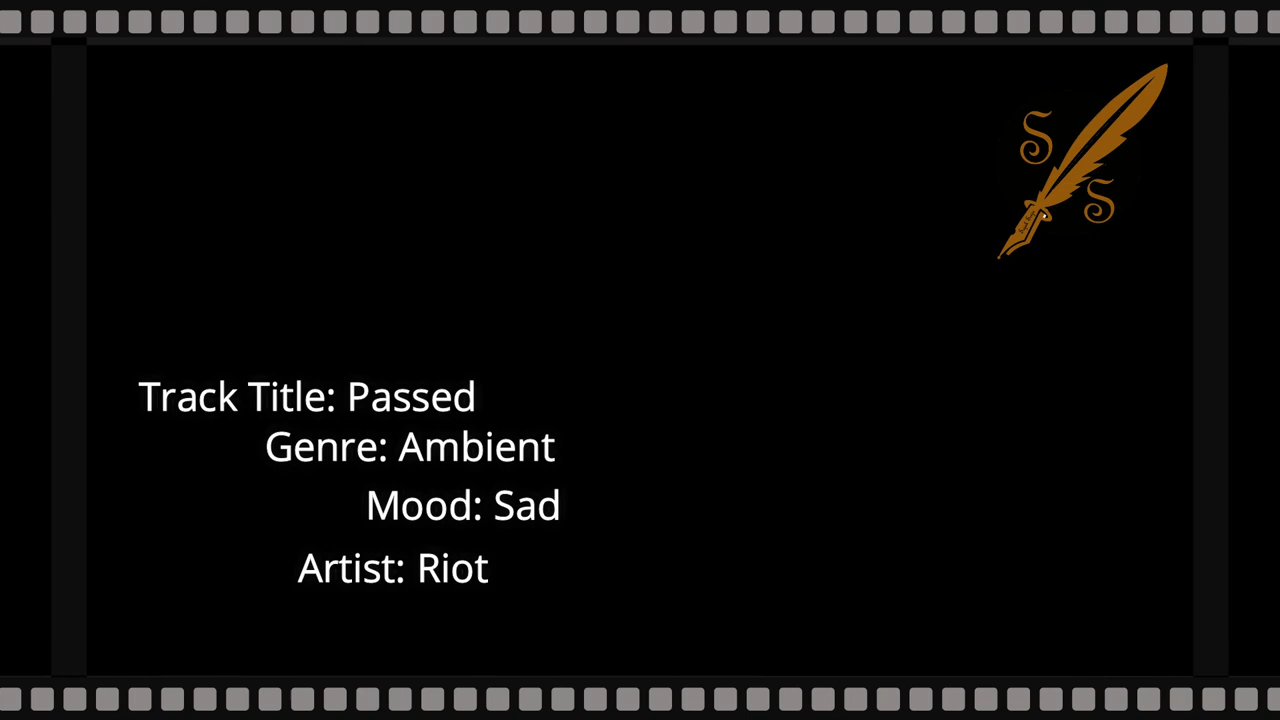 S
S
Track Title: Passed
Genre: Ambient
Mood: Sad
Artist: Riot